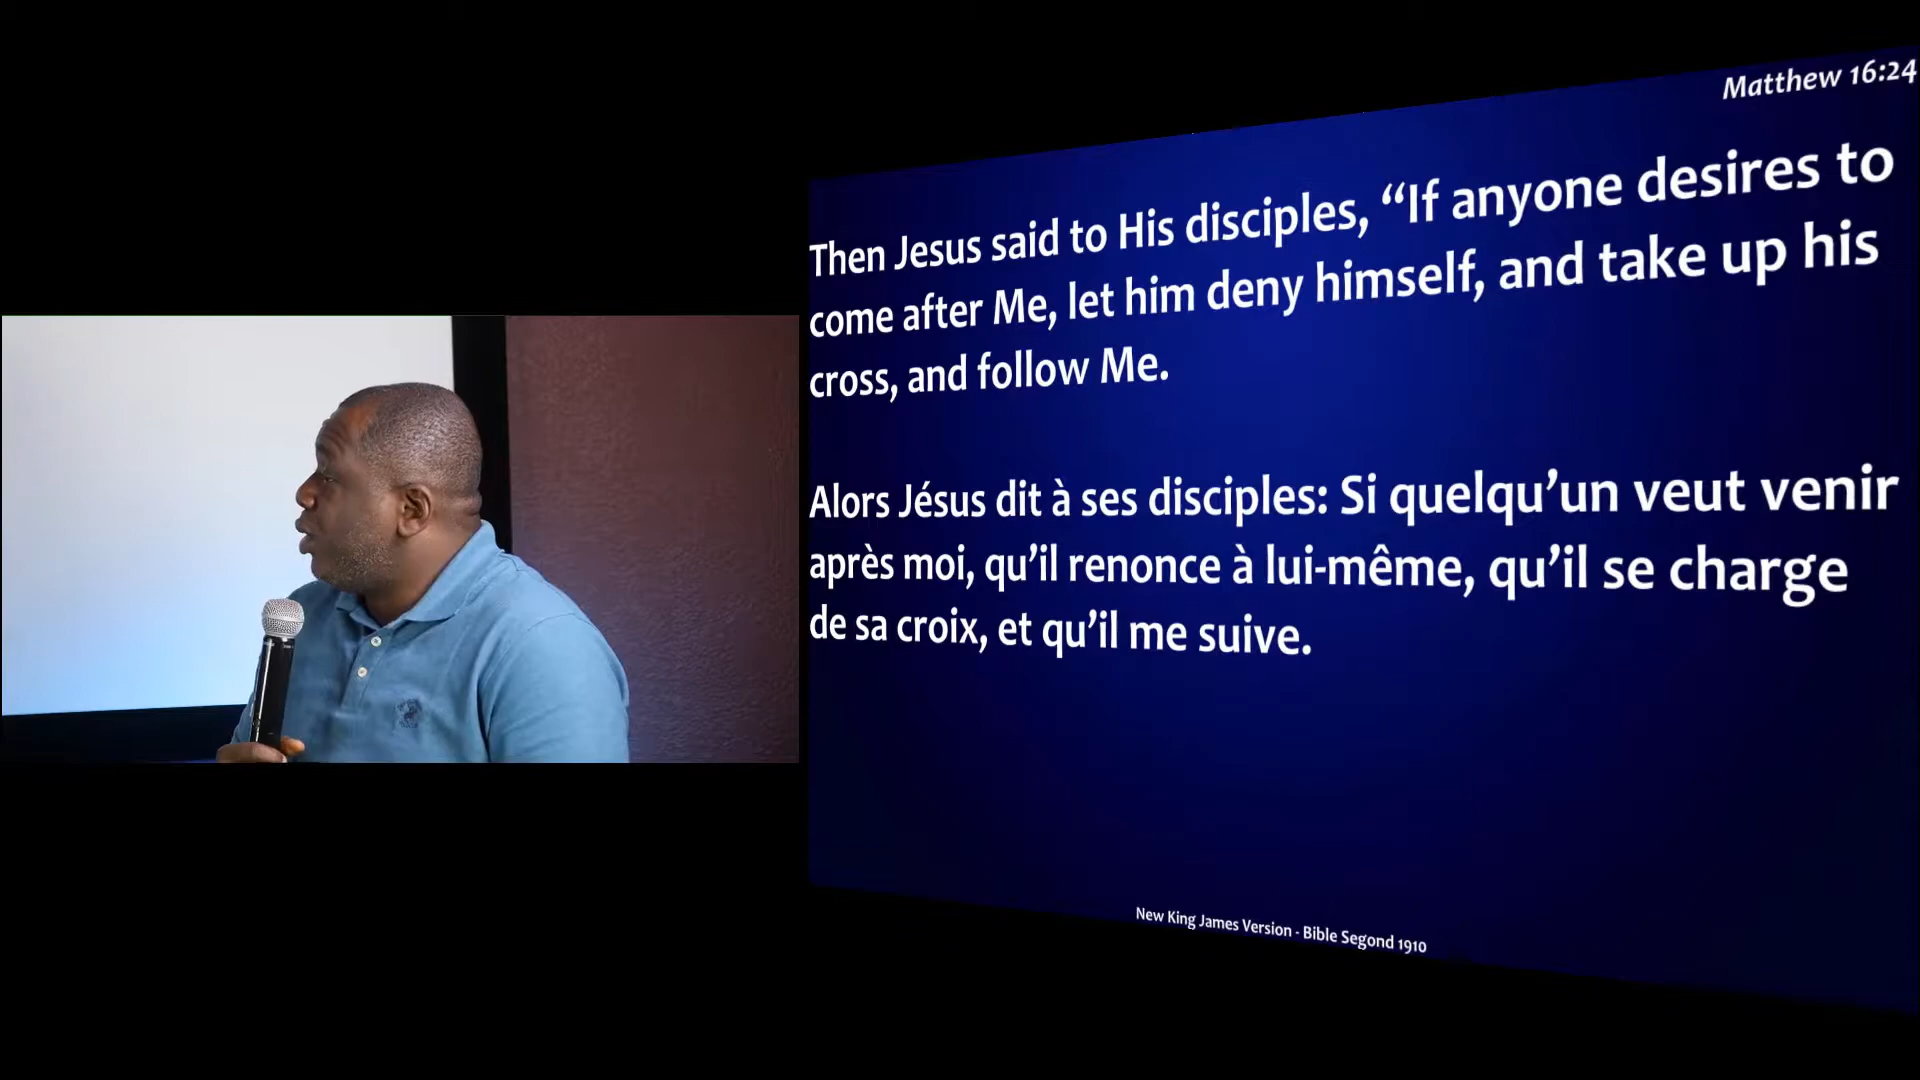 Matthew 16:24
Then Jesus said to His disciples, “If anyone desires to
come after Me, let him deny himself, and take up his
cross, and follow Me.
Alors Jésus dit à ses disciples: Si quelqu’un veut venir
après moi, qu’il renonce à lui-même, qu’il se charge
de sa croix, et qu’il me suive.
New King James Version - Bible Segond 1910